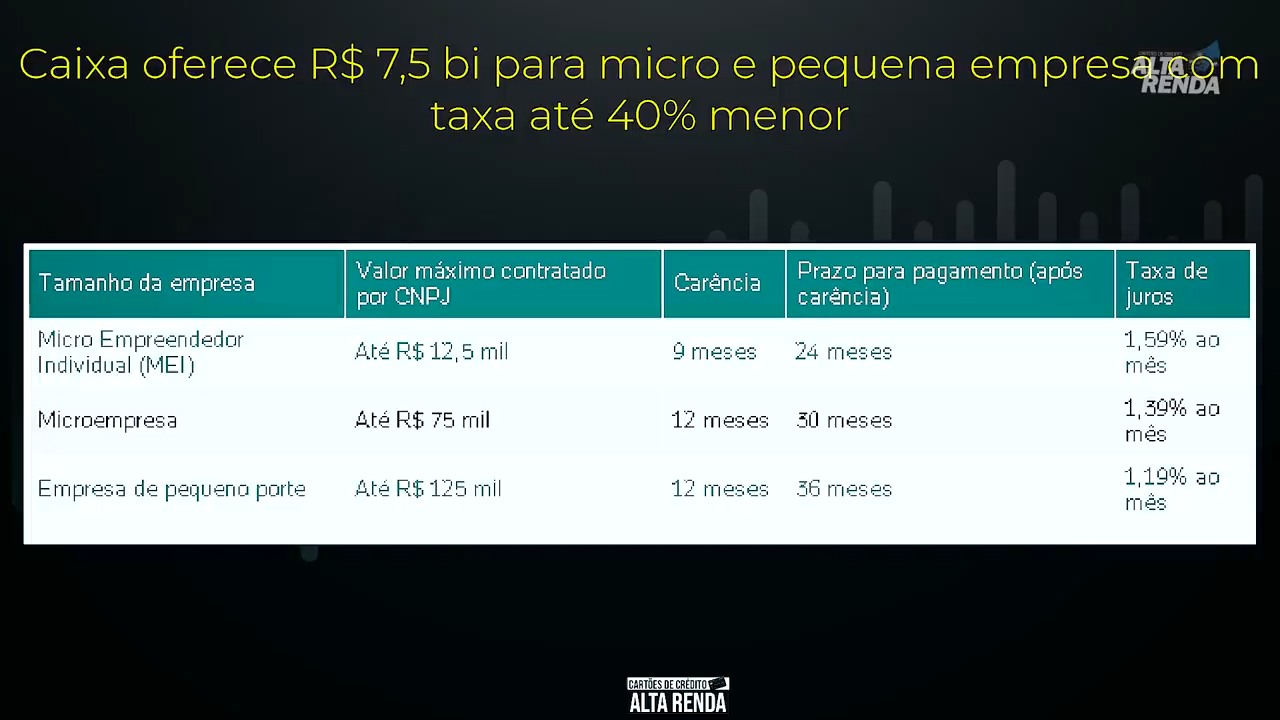 Caixa oferece R$ 7,5 bi para micro e pequena empresa com
taxa até 40% menor
CARTÕES DE CRÉDITO
ALTA
RENDA
Tamanho da empresa
Valor máximo contratado
por CNPJ
Carência
Prazo para pagamento (após
carência)
Taxa de
juros
Micro Empreendedor
Individual (MEI)
Até R$ 12,5 mil
9 meses
24 meses
1,59% ao
mês
Microempresa
Até R$ 75 mil
12 meses
30 meses
1,39% ao
mês
Empresa de pequeno porte
Até R$ 125 mil
12 meses
36 meses
1,19% ao
mês
CARTÕES DE CRÉDITO
ALTA RENDA